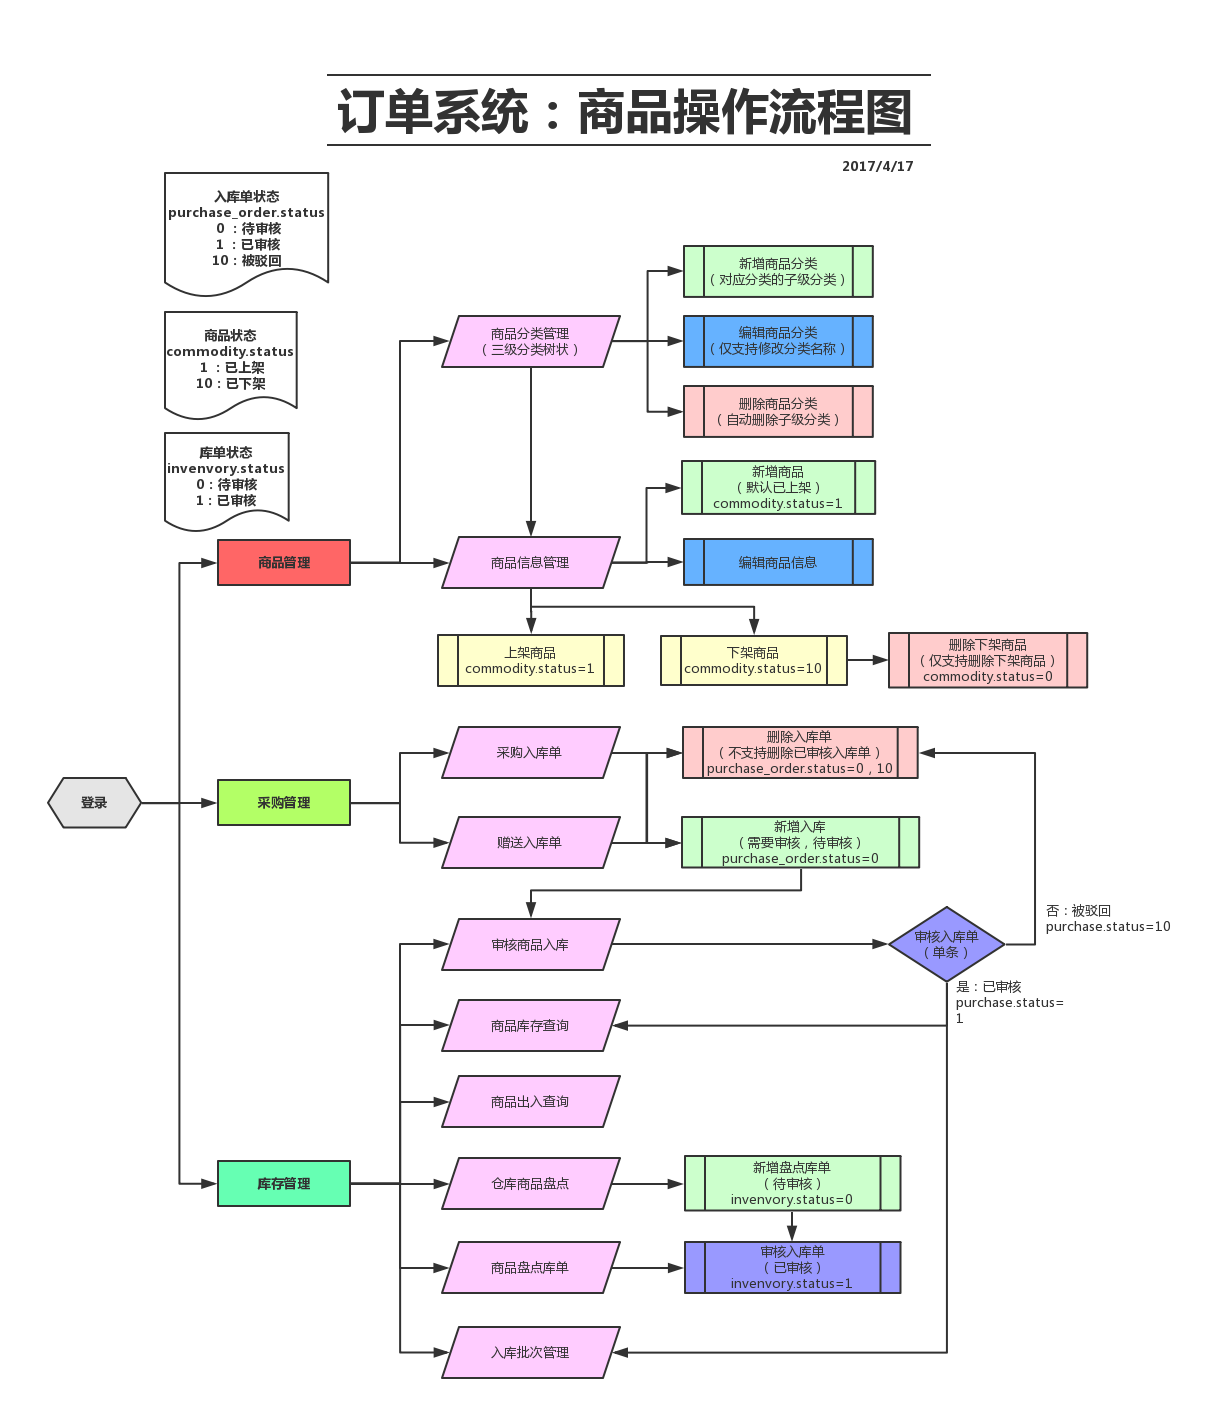 订单系统：商品操作流程图
2017/4/17
入库单状态
purchase_order.status
0 ：待审核
1 ：已审核
10：被驳回
商品状态
commodity.status
1 ：已上架
10：已下架
库单状态
invenvory.status
0：待审核
1：已审核
新增商品分类
（对应分类的子级分类）
商品分类管理
（三级分类树状）
编辑商品分类
（仅支持修改分类名称）
删除商品分类
（自动删除子级分类）
新增商品
（默认已上架）
commodity.status=1
商品管理
商品信息管理
编辑商品信息
上架商品
commodity.status=1
下架商品
commodity.status=10
删除下架商品
（仅支持删除下架商品）
commodity.status=0
采购入库单
删除入库单
（不支持删除已审核入库单）
purchase_order.status=0，10
登录
采购管理
赠送入库单
新增入库
（需要审核，待审核）
purchase_order.status=0
审核商品入库
审核入库单
（单条）
否：被驳回
purchase.status=10
是：已审核
purchase.status=
1
商品库存查询
商品出入查询
库存管理
仓库商品盘点
新增盘点库单
（待审核）
invenvory.status=0
商品盘点库单
审核入库单
（已审核）
invenvory.status=1
入库批次管理